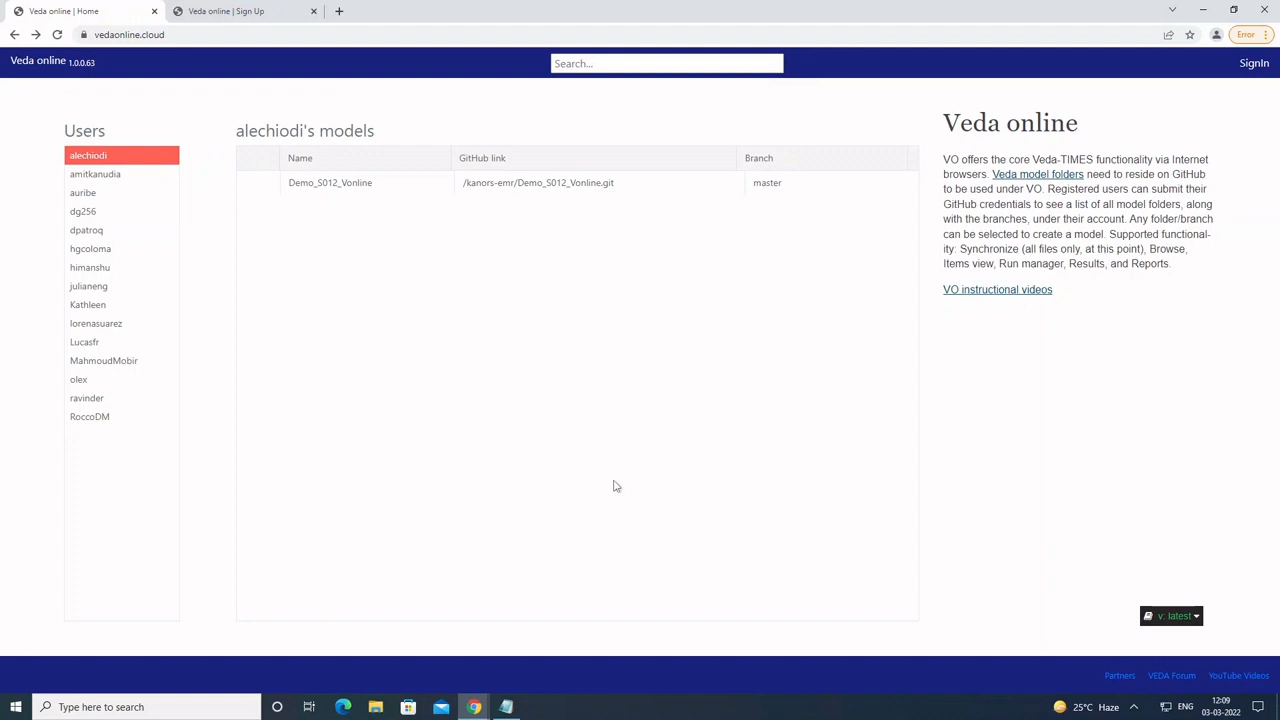 Veda online | Home
Veda online | Sign Up
vedaonline.cloud
Error
Veda online 1.0.0.63
Search...
SignIn
Users
alechiodi
amitkanudia
auribe
dg256
dpatroq
hgcoloma
himanshu
julianeng
Kathleen
lorenasuarez
Lucasfr
MahmoudMobir
olex
ravinder
RoccoDM
alechiodi's models
Name GitHub link Branch
Demo_S012_Vonline /kanors-emr/Demo_S012_Vonline.git master
Veda online
VO offers the core Veda-TIMES functionality via Internet
browsers. Veda model folders need to reside on GitHub
to be used under VO. Registered users can submit their
GitHub credentials to see a list of all model folders, along
with the branches, under their account. Any folder/branch
can be selected to create a model. Supported functional-
ity: Synchronize (all files only, at this point), Browse,
Items view, Run manager, Results, and Reports.
VO instructional videos
v: latest
Partners VEDA Forum YouTube Videos
Type here to search
25°C Haze
ENG
12:09
03-03-2022